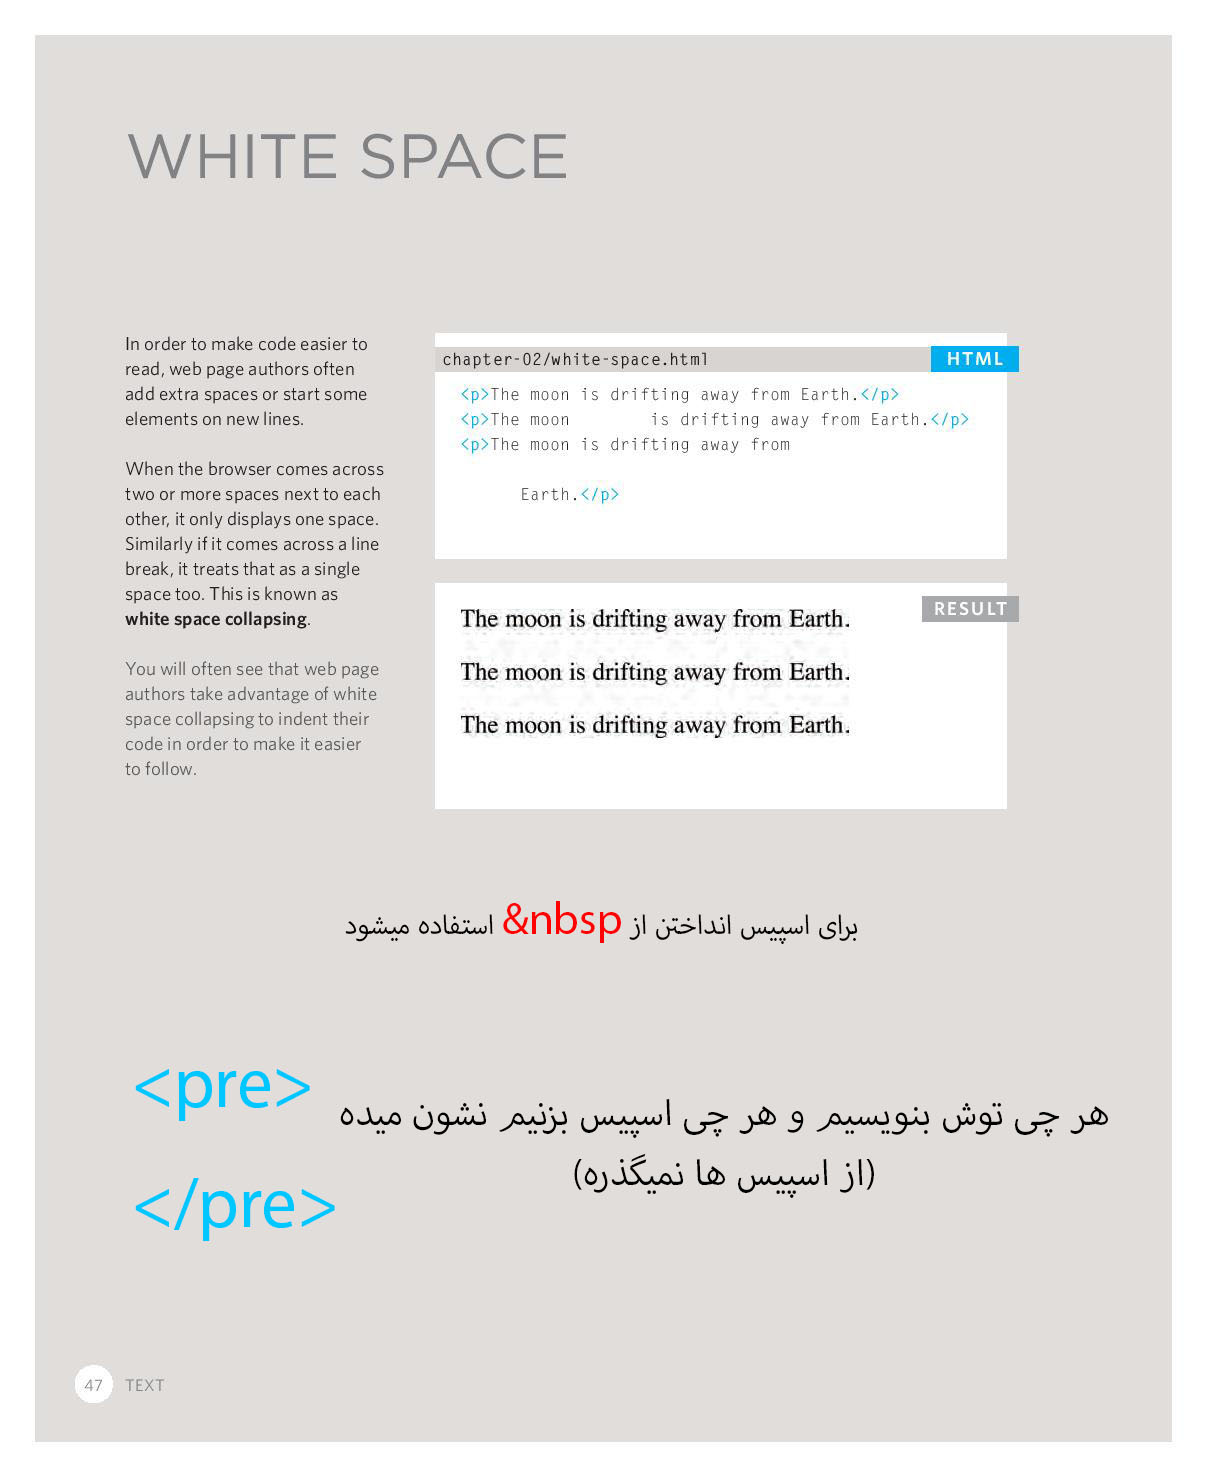 WHITE SPACE
In order to make code easier to
read, web page authors often
add extra spaces or start some
elements on new lines.
When the browser comes across
two or more spaces next to each
other, it only displays one space.
Similarly if it comes across a line
break, it treats that as a single
space too. This is known as
white space collapsing.
You will often see that web page
authors take advantage of white
space collapsing to indent their
code in order to make it easier
to follow.
chapter-02/white-space.html HTML
<p>The moon is drifting away from Earth.</p>
<p>The moon        is drifting away from Earth.</p>
<p>The moon is drifting away from
Earth.</p>
RESULT
The moon is drifting away from Earth.
The moon is drifting away from Earth.
The moon is drifting away from Earth.
برای اسپیس انداختن از &nbsp استفاده میشود
<pre>
هر چی توش بنویسیم و هر چی اسپیس بزنیم نشون میده
(از اسپیس ها نمیگذره)
</pre>
47 TEXT